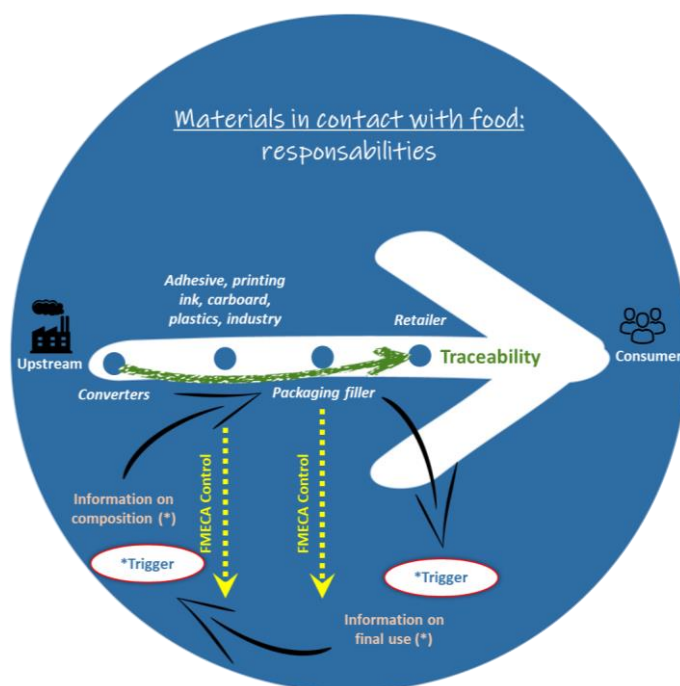 Materials in contact with food:
responsabilities
Adhesive, printing
ink, carboard,
plastics, industry
Retailer
Upstream
Traceability
Consumer
Converters
Packaging filler
FMECA Control
FMECA Control
Information on
composition (*)
*Trigger
*Trigger
Information on
final use (*)